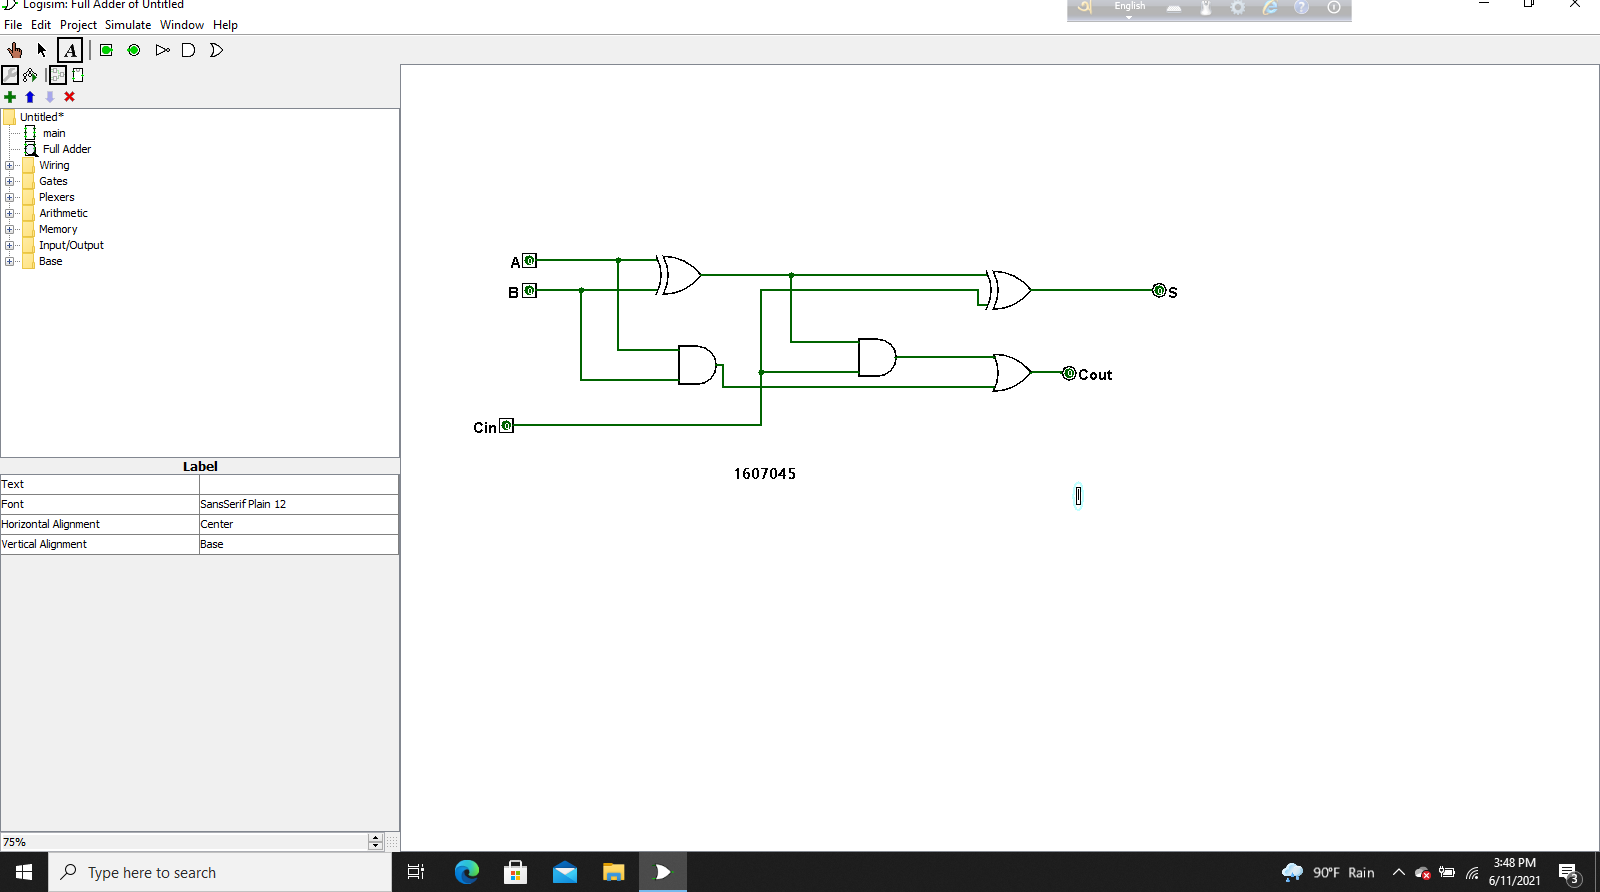 Logisim: Full Adder of Untitled
English
File Edit Project Simulate Window Help
A
Untitled*
main
Full Adder
Wiring
Gates
Plexers
Arithmetic
Memory
Input/Output
Base
A 0
B 0
Cin 0
0 S
0 Cout
1607045
Label
Text
Font SansSerif Plain 12
Horizontal Alignment Center
Vertical Alignment Base
75%
Type here to search
90°F Rain
3:48 PM
6/11/2021
3